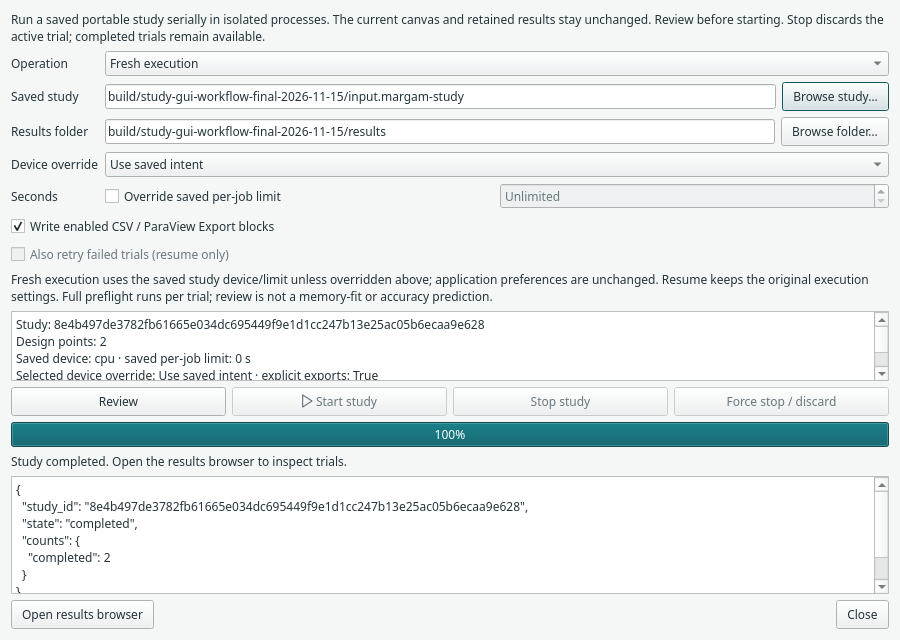 Run a saved portable study serially in isolated processes. The current canvas and retained results stay unchanged. Review before starting. Stop discards the
active trial; completed trials remain available.
Operation
Fresh execution
Saved study
build/study-gui-workflow-final-2026-11-15/input.margam-study
Browse study...
Results folder
build/study-gui-workflow-final-2026-11-15/results
Browse folder...
Device override
Use saved intent
Seconds
Override saved per-job limit
Unlimited
Write enabled CSV / ParaView Export blocks
Also retry failed trials (resume only)
Fresh execution uses the saved study device/limit unless overridden above; application preferences are unchanged. Resume keeps the original execution
settings. Full preflight runs per trial; review is not a memory-fit or accuracy prediction.
Study: 8e4b497de3782fb61665e034dc695449f9e1d1cc247b13e25ac05b6ecaa9e628
Design points: 2
Saved device: cpu · saved per-job limit: 0 s
Selected device override: Use saved intent · explicit exports: True
Review
Start study
Stop study
Force stop / discard
100%
Study completed. Open the results browser to inspect trials.
{
"study_id": "8e4b497de3782fb61665e034dc695449f9e1d1cc247b13e25ac05b6ecaa9e628",
"state": "completed",
"counts": {
"completed": 2
}
}
Open results browser
Close